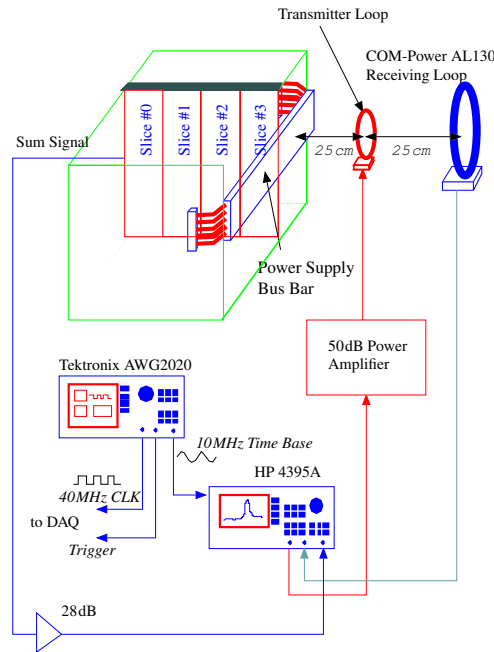 Transmitter Loop
COM-Power AL130
Receiving Loop
Slice #0
Slice #1
Slice #2
Slice #3
Sum Signal
25cm
25cm
Power Supply
Bus Bar
50dB Power
Amplifier
Tektronix AWG2020
10MHz Time Base
HP 4395A
40MHz CLK
to DAQ
Trigger
28dB